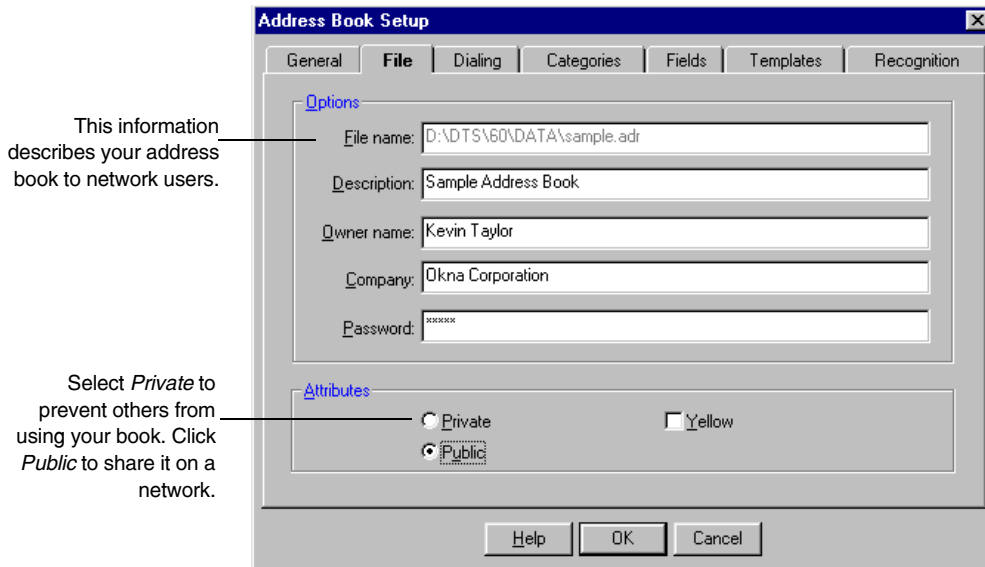 Address Book Setup
General File Dialing Categories Fields Templates Recognition
Options
This information describes your address book to network users.
File name: D:\DTS\60\DATA\sample.adr
Description: Sample Address Book
Owner name: Kevin Taylor
Company: Okna Corporation
Password: *****
Select Private to prevent others from using your book. Click Public to share it on a network.
Attributes
Private
Yellow
Public
Help OK Cancel